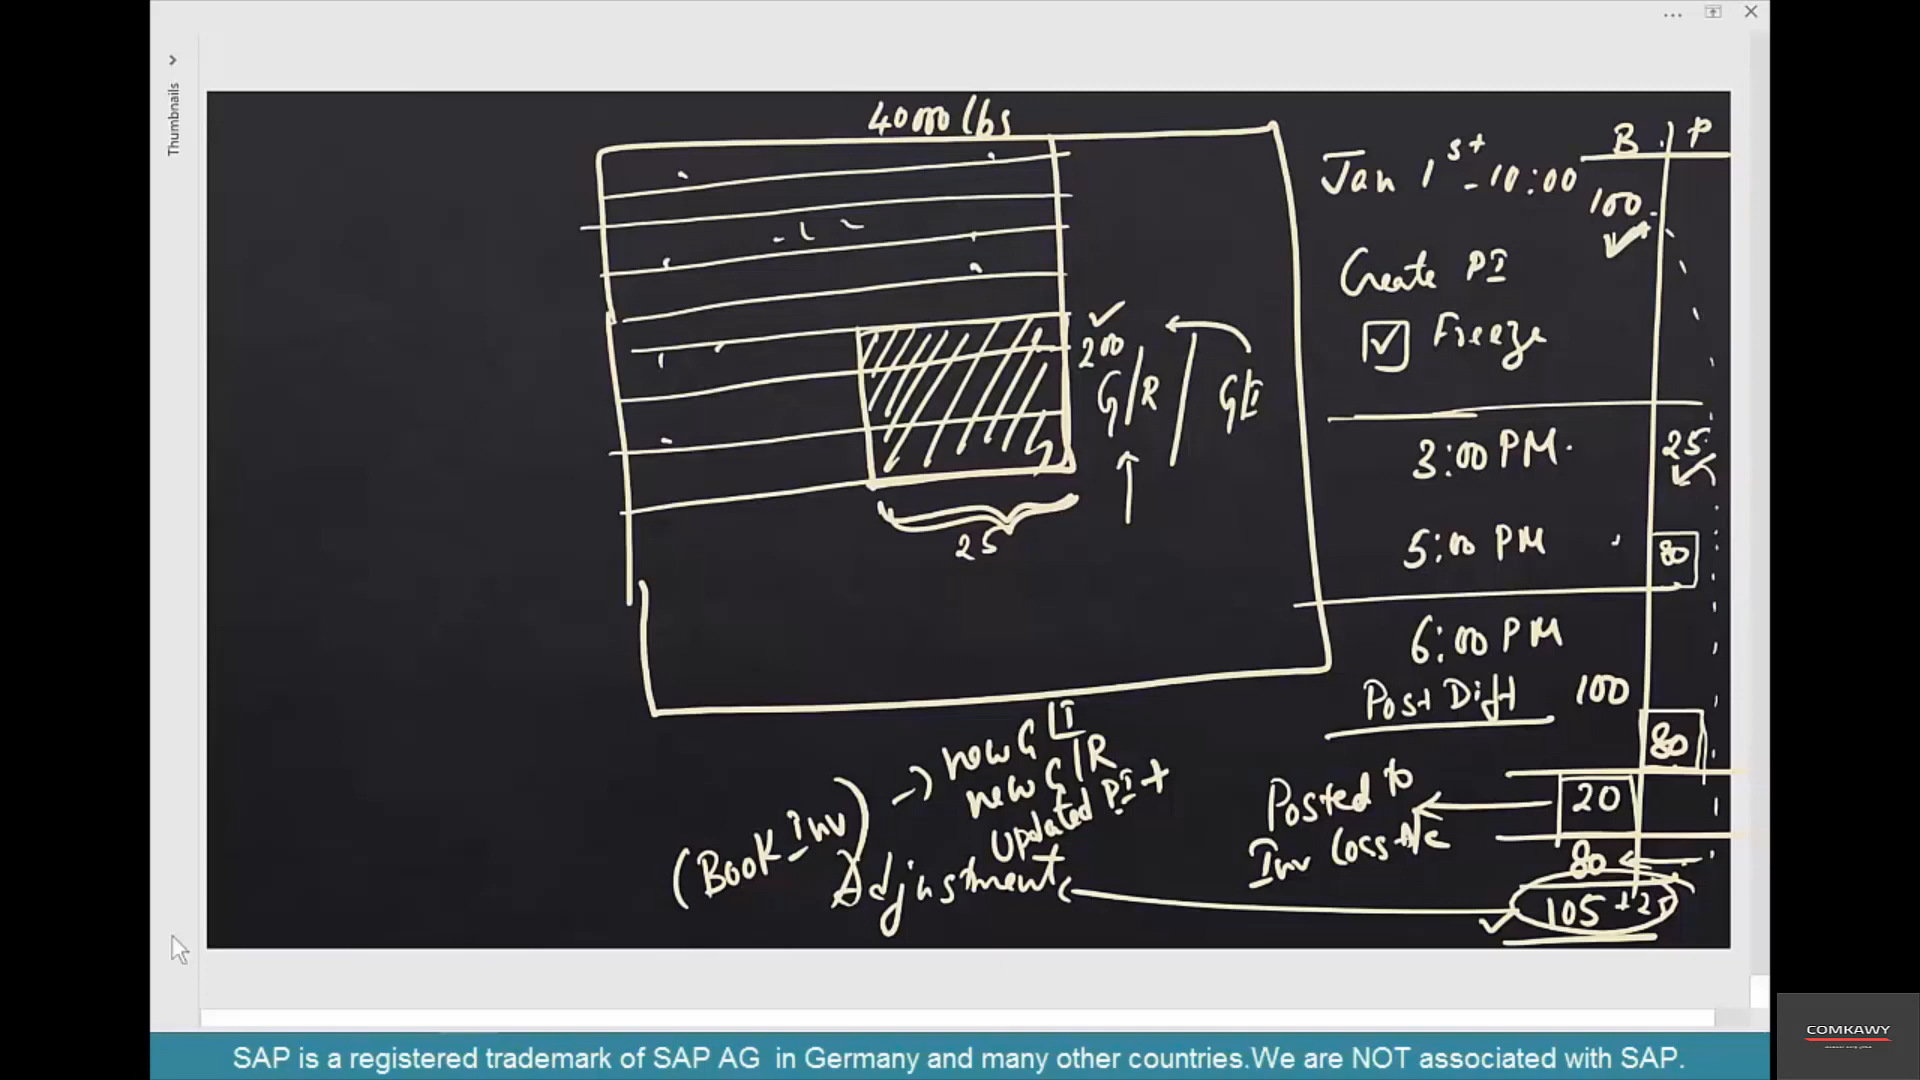 Thumbnails
4000 lbs
B P
Jan 1st - 10:00
100
Create PI
Freeze
200
G/R
G/I
25
3:00 PM
25
5:00 PM
80
6:00 PM
Post Diff 100
80
new G/I
new G/R
Updated PI +
(Book Inv)
Adjustment
Posted to
Inv Loss A/c
20
80
105 + 25
SAP is a registered trademark of SAP AG in Germany and many other countries.We are NOT associated with SAP.
COMKAWY